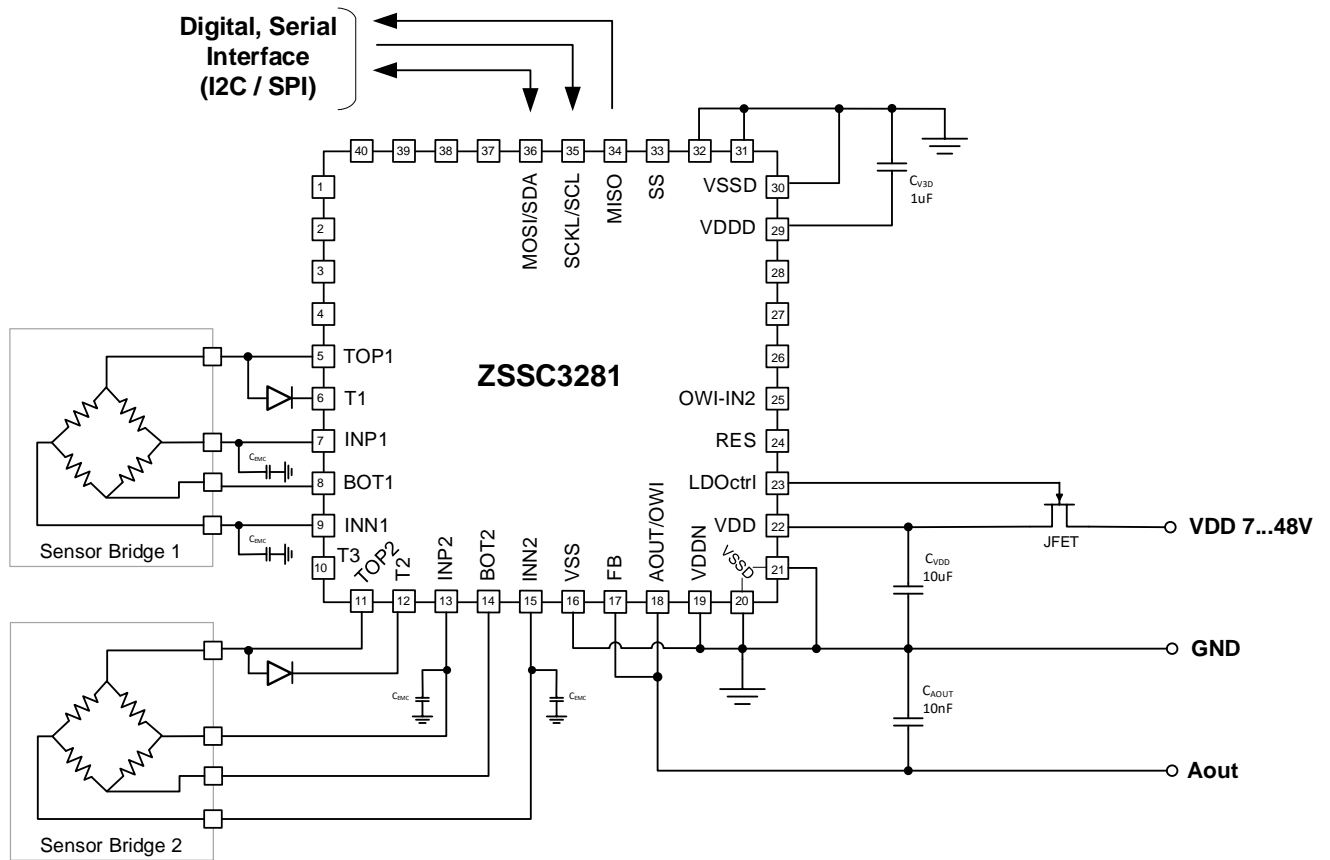 Digital, Serial
Interface
(I2C / SPI)
40 39 38 37 36 35 34 33 32 31
MOSI/SDA
SCKL/SCL
MISO
SS
1
2
3
4
5 TOP1
6 T1
7 INP1
8 BOT1
9 INN1
10 T3
VSSD 30
VDDD 29
28
27
26
OWI-IN2 25
RES 24
LDOctrl 23
VDD 22
VSSD 21
CV3D
1uF
ZSSC3281
CEMC
CEMC
Sensor Bridge 1
TOP2
T2
INP2
BOT2
INN2
VSS
FB
AOUT/OWI
VDDN
11 12 13 14 15 16 17 18 19 20
JFET
VDD 7...48V
CVDD
10uF
GND
CEMC
CEMC
CAOUT
10nF
Aout
Sensor Bridge 2